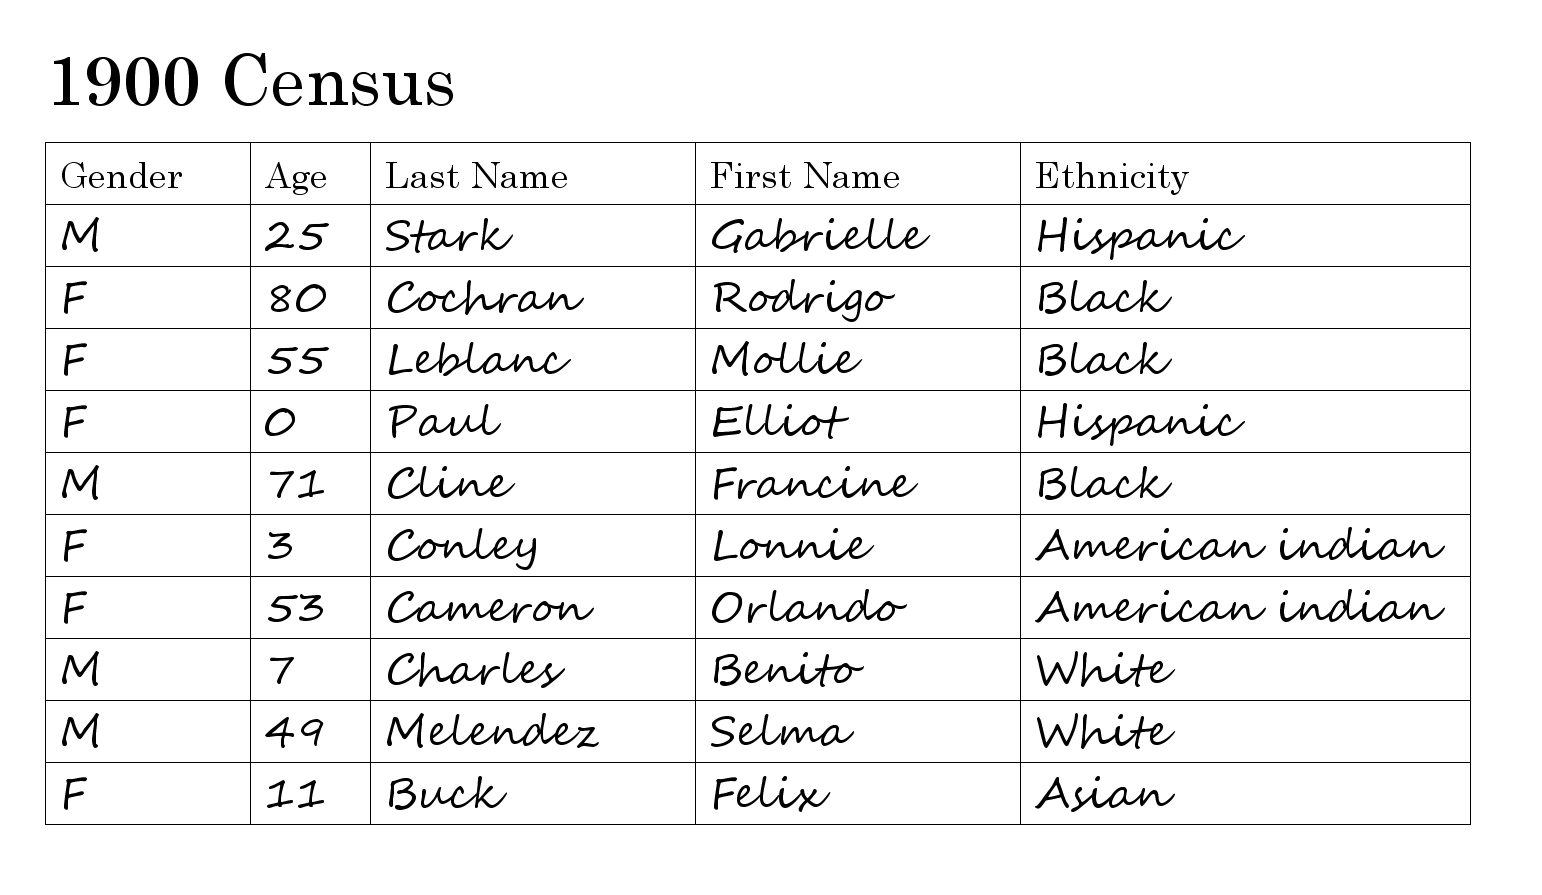 1900 Census
Gender Age Last Name First Name Ethnicity
M 25 Stark Gabrielle Hispanic
F 80 Cochran Rodrigo Black
F 55 Leblanc Mollie Black
F 0 Paul Elliot Hispanic
M 71 Cline Francine Black
F 3 Conley Lonnie American indian
F 53 Cameron Orlando American indian
M 7 Charles Benito White
M 49 Melendez Selma White
F 11 Buck Felix Asian